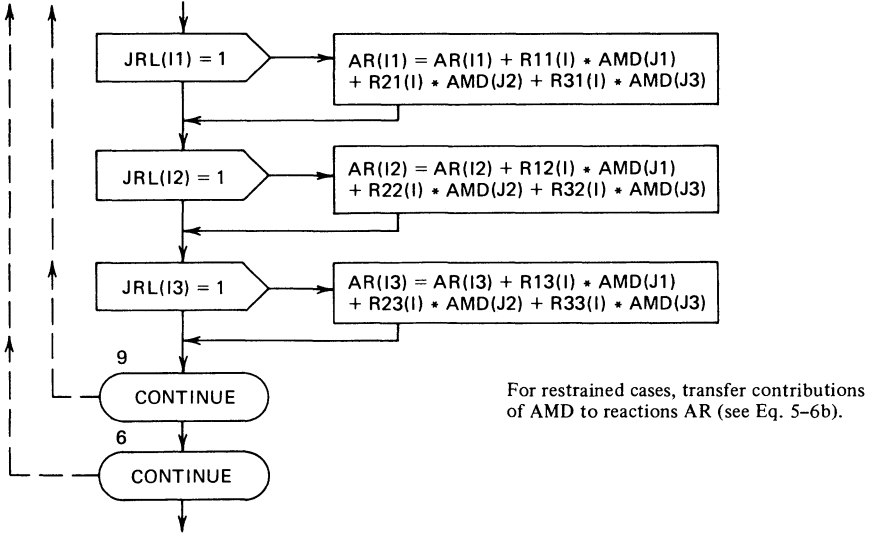 JRL(I1) = 1
AR(I1) = AR(I1) + R11(I) * AMD(J1)
+ R21(I) * AMD(J2) + R31(I) * AMD(J3)
JRL(I2) = 1
AR(I2) = AR(I2) + R12(I) * AMD(J1)
+ R22(I) * AMD(J2) + R32(I) * AMD(J3)
JRL(I3) = 1
AR(I3) = AR(I3) + R13(I) * AMD(J1)
+ R23(I) * AMD(J2) + R33(I) * AMD(J3)
9
CONTINUE
For restrained cases, transfer contributions
of AMD to reactions AR (see Eq. 5–6b).
6
CONTINUE